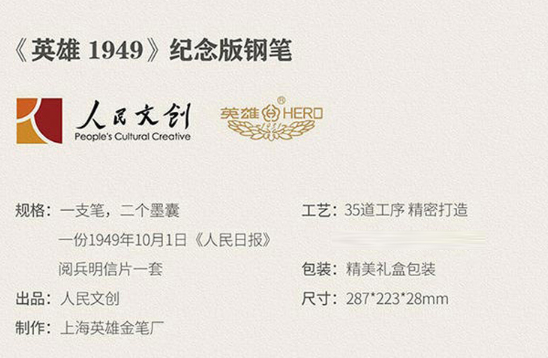 《英雄 1949》纪念版钢笔
人民文创
People's Cultural Creative
英雄 HERO®
规格：一支笔，二个墨囊
一份1949年10月1日《人民日报》
阅兵明信片一套
出品：人民文创
制作：上海英雄金笔厂
工艺：35道工序 精密打造
包装：精美礼盒包装
尺寸：287*223*28mm